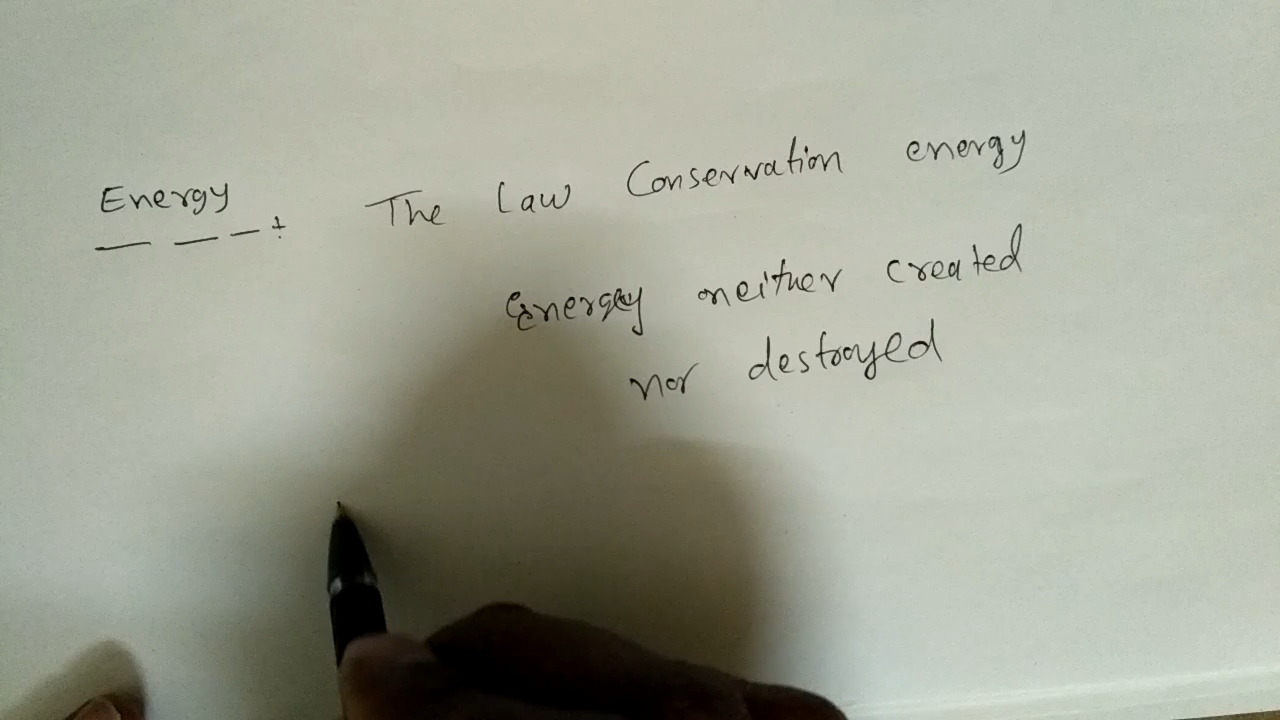 Energy The Law Conservation energy
Energy neither created
nor destroyed